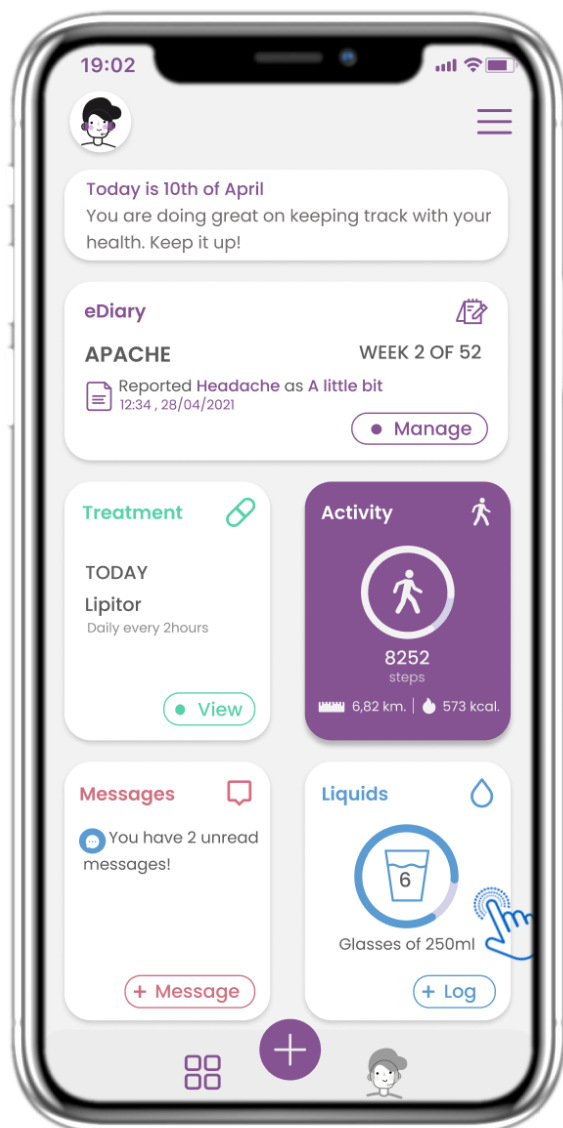 19:02
Today is 10th of April
You are doing great on keeping track with your
health. Keep it up!
eDiary
APACHE
WEEK 2 OF 52
Reported Headache as A little bit
12:34 , 28/04/2021
Manage
Treatment
TODAY
Lipitor
Daily every 2hours
View
Activity
8252
steps
6,82 km. | 573 kcal.
Messages
You have 2 unread
messages!
+ Message
Liquids
6
Glasses of 250ml
+ Log